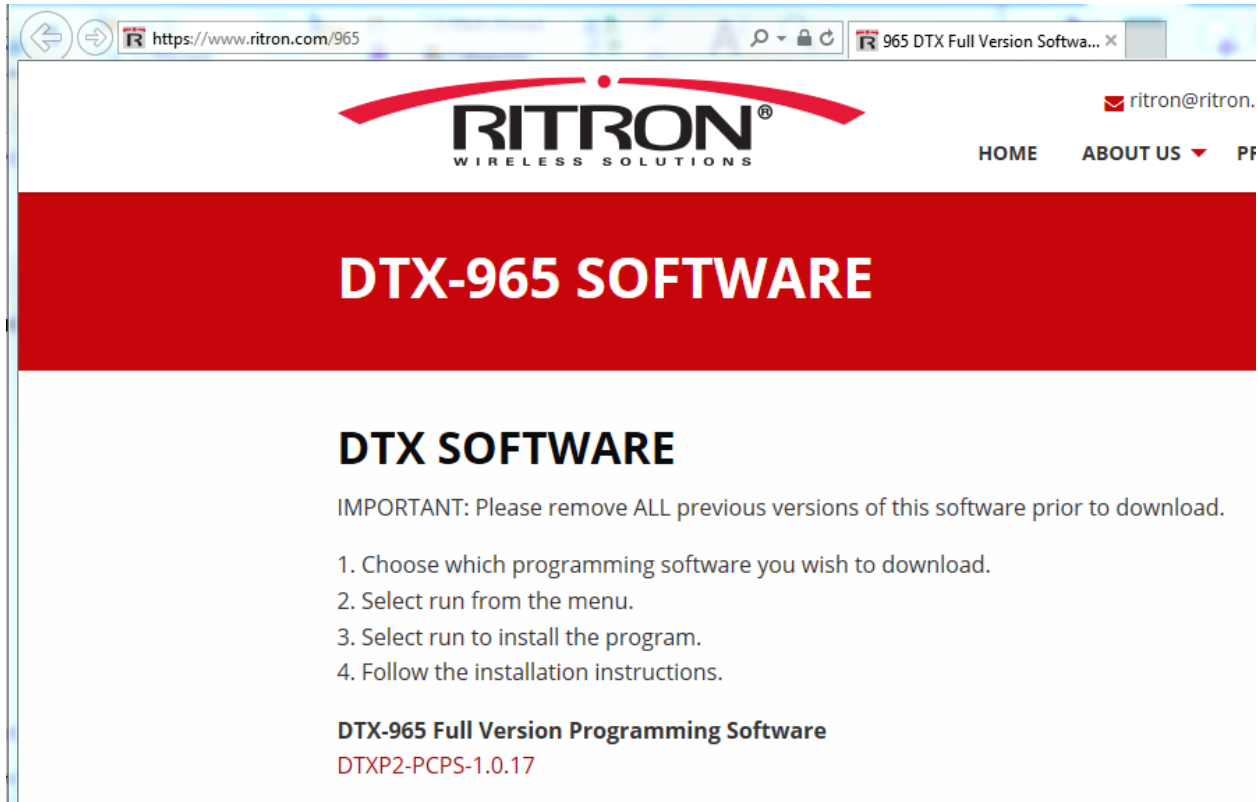 https://www.ritron.com/965
965 DTX Full Version Softwa...
RITRON®
WIRELESS SOLUTIONS
ritron@ritron.
HOME ABOUT US PR
DTX-965 SOFTWARE
DTX SOFTWARE
IMPORTANT: Please remove ALL previous versions of this software prior to download.
1. Choose which programming software you wish to download.
2. Select run from the menu.
3. Select run to install the program.
4. Follow the installation instructions.
DTX-965 Full Version Programming Software
DTXP2-PCPS-1.0.17